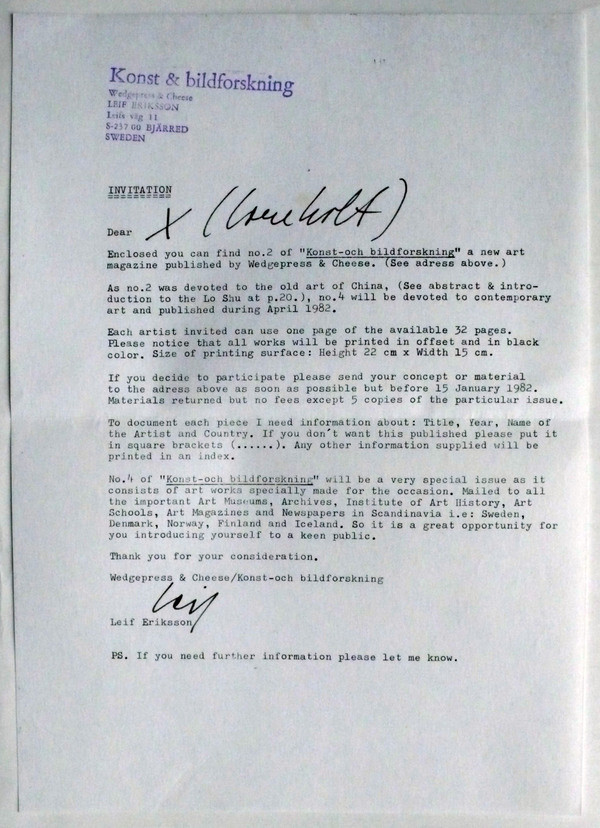 Konst & bildforskning
Wedgepress & Cheese
LEIF ERIKSSON
Leifs väg 11
S-237 00 BJÄRRED
SWEDEN
INVITATION
Dear X
Enclosed you can find no.2 of "Konst-och bildforskning" a new art
magazine published by Wedgepress & Cheese. (See adress above.)
As no.2 was devoted to the old art of China, (See abstract & intro-
duction to the Lo Shu at p.20.), no.4 will be devoted to contemporary
art and published during April 1982.
Each artist invited can use one page of the available 32 pages.
Please notice that all works will be printed in offset and in black
color. Size of printing surface: Height 22 cm x Width 15 cm.
If you decide to participate please send your concept or material
to the adress above as soon as possible but before 15 January 1982.
Materials returned but no fees except 5 copies of the particular issue.
To document each piece I need information about: Title, Year, Name of
the Artist and Country. If you don´t want this published please put it
in square brackets (......). Any other information supplied will be
printed in an index.
No.4 of "Konst-och bildforskning" will be a very special issue as it
consists of art works specially made for the occasion. Mailed to all
the important Art Museums, Archives, Institute of Art History, Art
Schools, Art Magazines and Newspapers in Scandinavia i.e: Sweden,
Denmark, Norway, Finland and Iceland. So it is a great opportunity for
you introducing yourself to a keen public.
Thank you for your consideration.
Wedgepress & Cheese/Konst-och bildforskning
Leif
Leif Eriksson
PS. If you need further information please let me know.